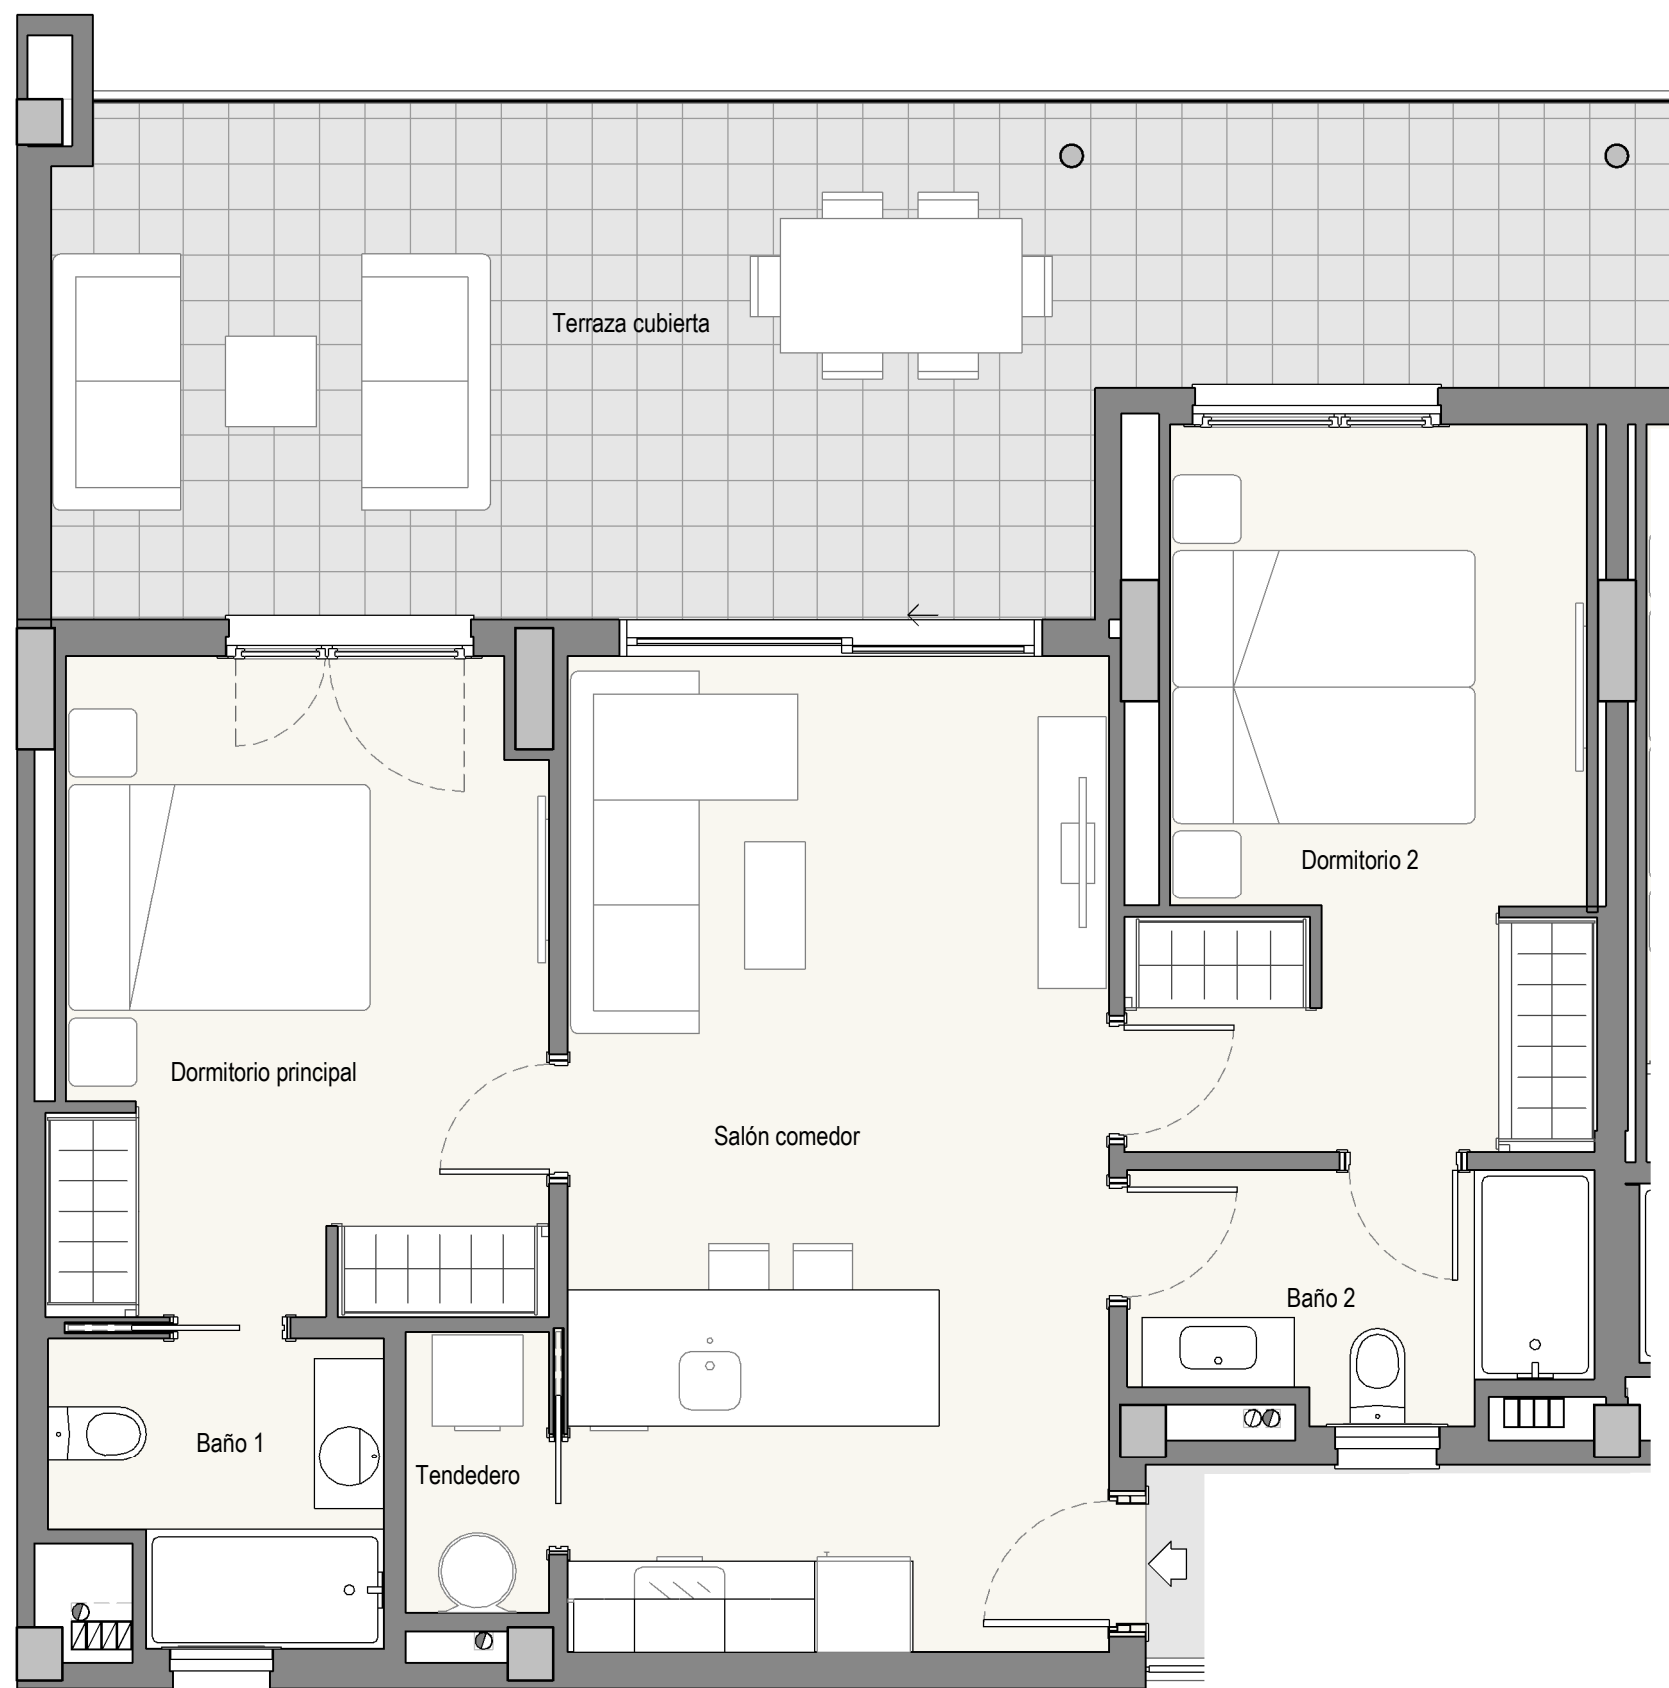 Terraza cubierta
Dormitorio 2
Dormitorio principal
Salón comedor
Baño 2
Baño 1
Tendedero